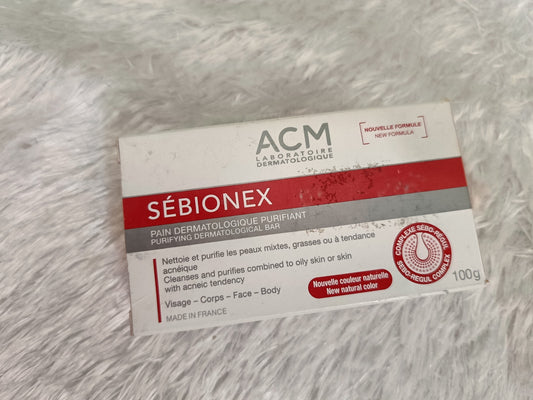 ACM
LABORATOIRE
DERMATOLOGIQUE
NOUVELLE FORMULE
NEW FORMULA
SÉBIONEX
PAIN DERMATOLOGIQUE PURIFIANT
PURIFYING DERMATOLOGICAL BAR
Nettoie et purifie les peaux mixtes, grasses ou à tendance
acnéique
Cleanses and purifies combined to oily skin or skin
with acneic tendency
Visage – Corps – Face – Body
MADE IN FRANCE
Nouvelle couleur naturelle
New natural color
COMPLEXE SÉBO-RÉGUL
SEBO-REGUL COMPLEX
100g